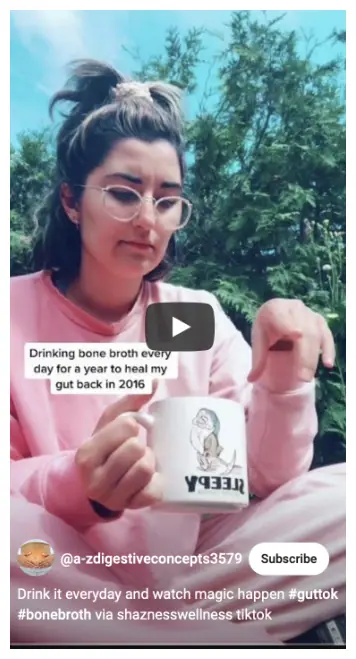 Drinking bone broth every
day for a year to heal my
gut back in 2016
SLEEPY
@a-zdigestiveconcepts3579
Subscribe
Drink it everyday and watch magic happen #guttok
#bonebroth via shaznesswellness tiktok